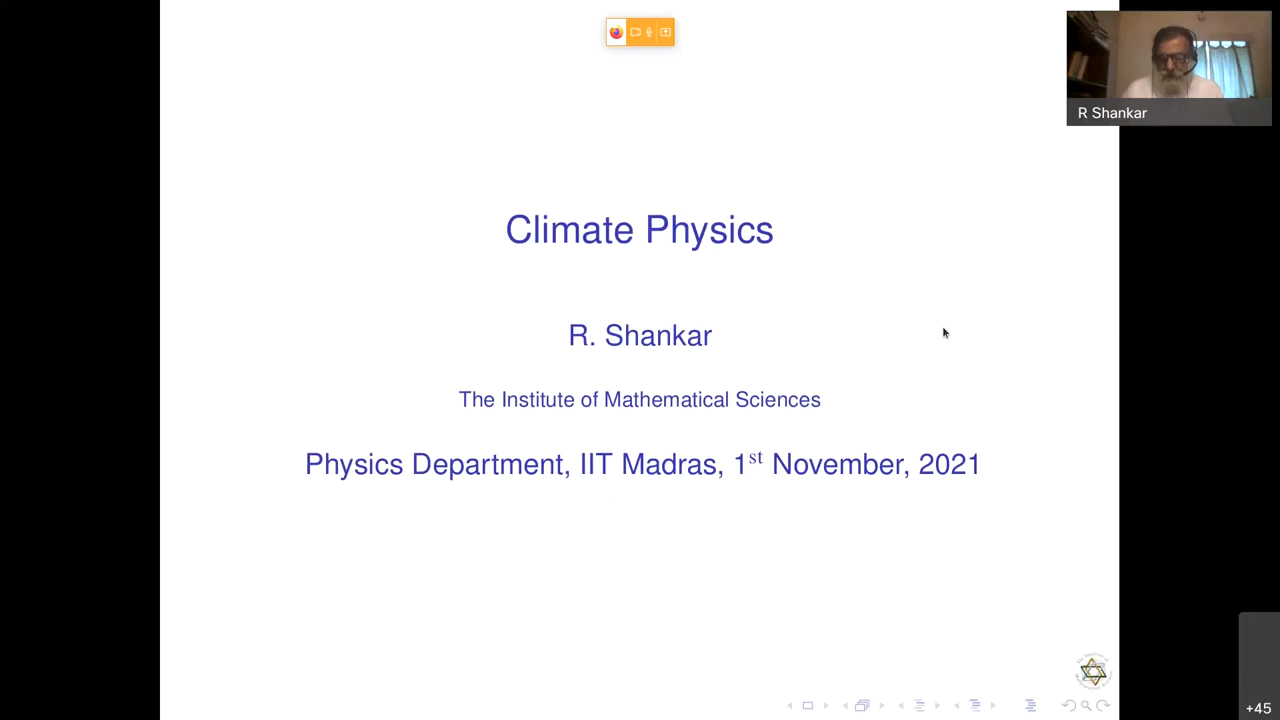 R Shankar
Climate Physics
R. Shankar
The Institute of Mathematical Sciences
Physics Department, IIT Madras, 1st November, 2021
+45